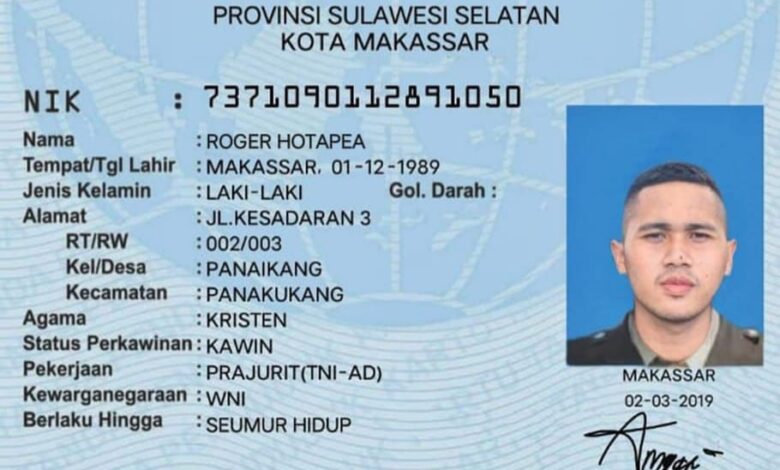 PROVINSI SULAWESI SELATAN
KOTA MAKASSAR
NIK : 7371090112891050
Nama : ROGER HOTAPEA
Tempat/Tgl Lahir : MAKASSAR, 01-12-1989
Jenis Kelamin : LAKI-LAKI Gol. Darah :
Alamat : JL.KESADARAN 3
RT/RW : 002/003
Kel/Desa : PANAIKANG
Kecamatan : PANAKUKANG
Agama : KRISTEN
Status Perkawinan : KAWIN
Pekerjaan : PRAJURIT(TNI-AD)
Kewarganegaraan : WNI
Berlaku Hingga : SEUMUR HIDUP
MAKASSAR
02-03-2019